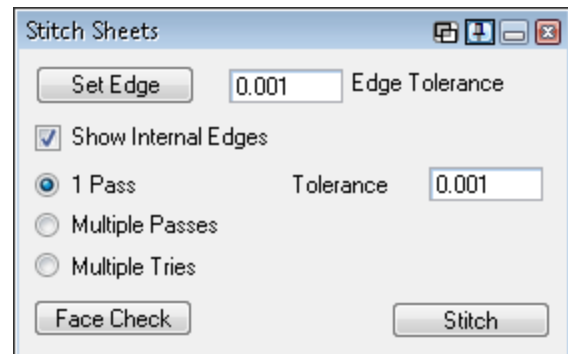 Stitch Sheets
Set Edge 0.001 Edge Tolerance
Show Internal Edges
1 Pass Tolerance 0.001
Multiple Passes
Multiple Tries
Face Check Stitch